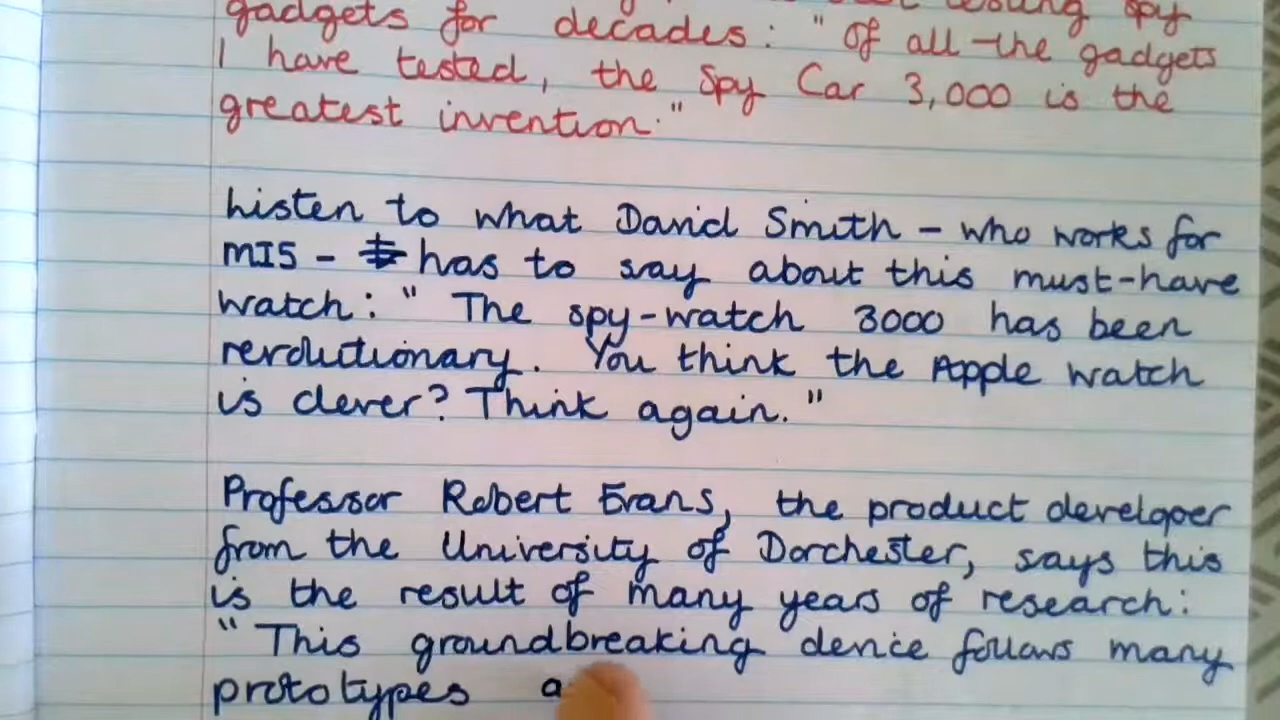 testing spy
gadgets for decades: "Of all the gadgets
I have tested, the Spy Car 3,000 is the
greatest invention."
Listen to what David Smith - who works for
MI5 - has to say about this must-have
watch: "The spy-watch 3000 has been
revolutionary. You think the Apple watch
is clever? Think again."
Professor Robert Evans, the product developer
from the University of Dorchester, says this
is the result of many years of research:
"This groundbreaking device follows many
prototypes a